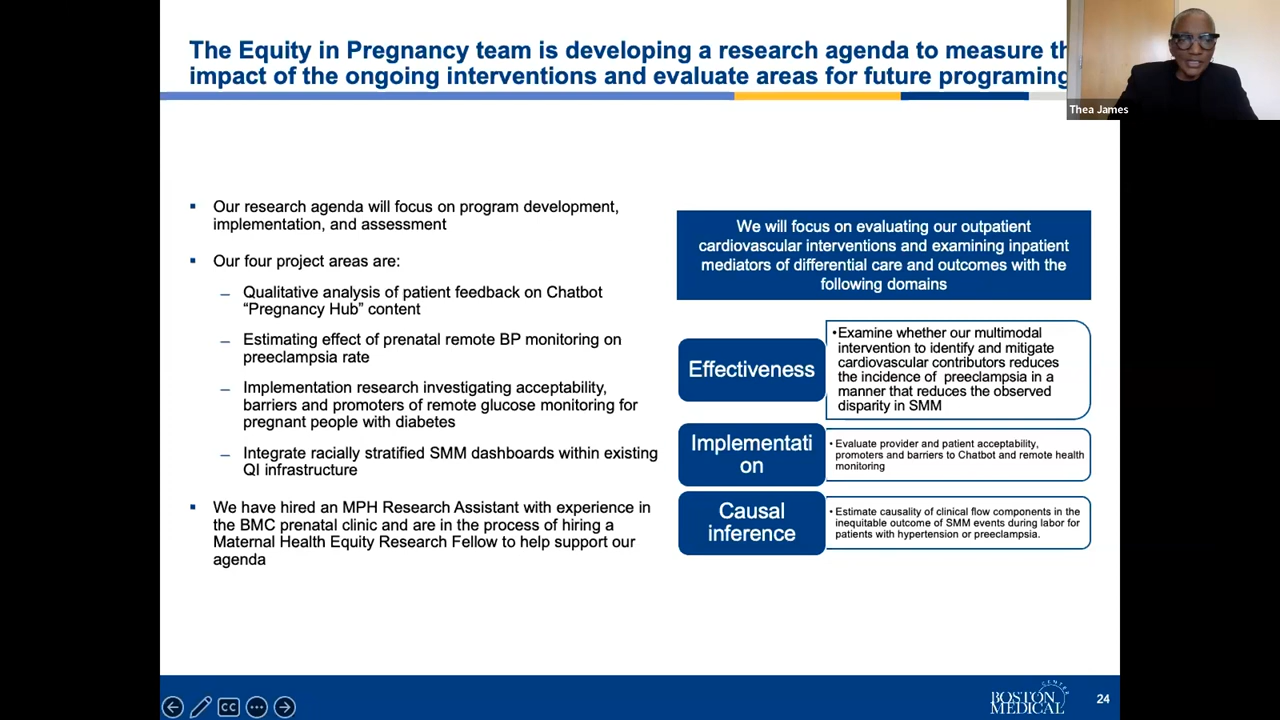 The Equity in Pregnancy team is developing a research agenda to measure th
impact of the ongoing interventions and evaluate areas for future programing
Thea James
▪ Our research agenda will focus on program development,
implementation, and assessment
▪ Our four project areas are:
– Qualitative analysis of patient feedback on Chatbot
“Pregnancy Hub” content
– Estimating effect of prenatal remote BP monitoring on
preeclampsia rate
– Implementation research investigating acceptability,
barriers and promoters of remote glucose monitoring for
pregnant people with diabetes
– Integrate racially stratified SMM dashboards within existing
QI infrastructure
▪ We have hired an MPH Research Assistant with experience in
the BMC prenatal clinic and are in the process of hiring a
Maternal Health Equity Research Fellow to help support our
agenda
We will focus on evaluating our outpatient
cardiovascular interventions and examining inpatient
mediators of differential care and outcomes with the
following domains
Effectiveness
•Examine whether our multimodal
intervention to identify and mitigate
cardiovascular contributors reduces
the incidence of preeclampsia in a
manner that reduces the observed
disparity in SMM
Implementati
on
• Evaluate provider and patient acceptability,
promoters and barriers to Chatbot and remote health
monitoring
Causal
inference
• Estimate causality of clinical flow components in the
inequitable outcome of SMM events during labor for
patients with hypertension or preeclampsia.
CC
BOSTON
MEDICAL
CENTER
24